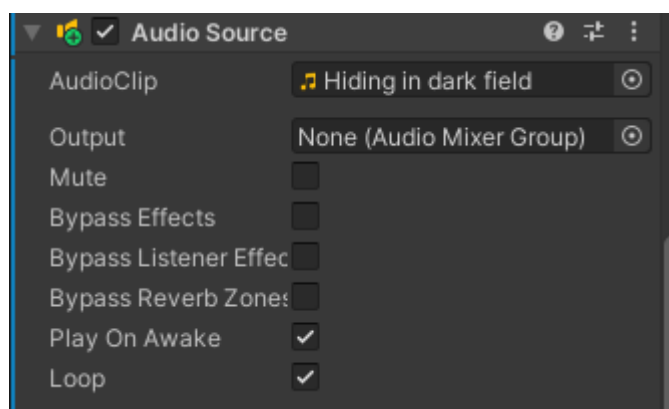 Audio Source
AudioClip Hiding in dark field
Output None (Audio Mixer Group)
Mute
Bypass Effects
Bypass Listener Effec
Bypass Reverb Zones
Play On Awake
Loop